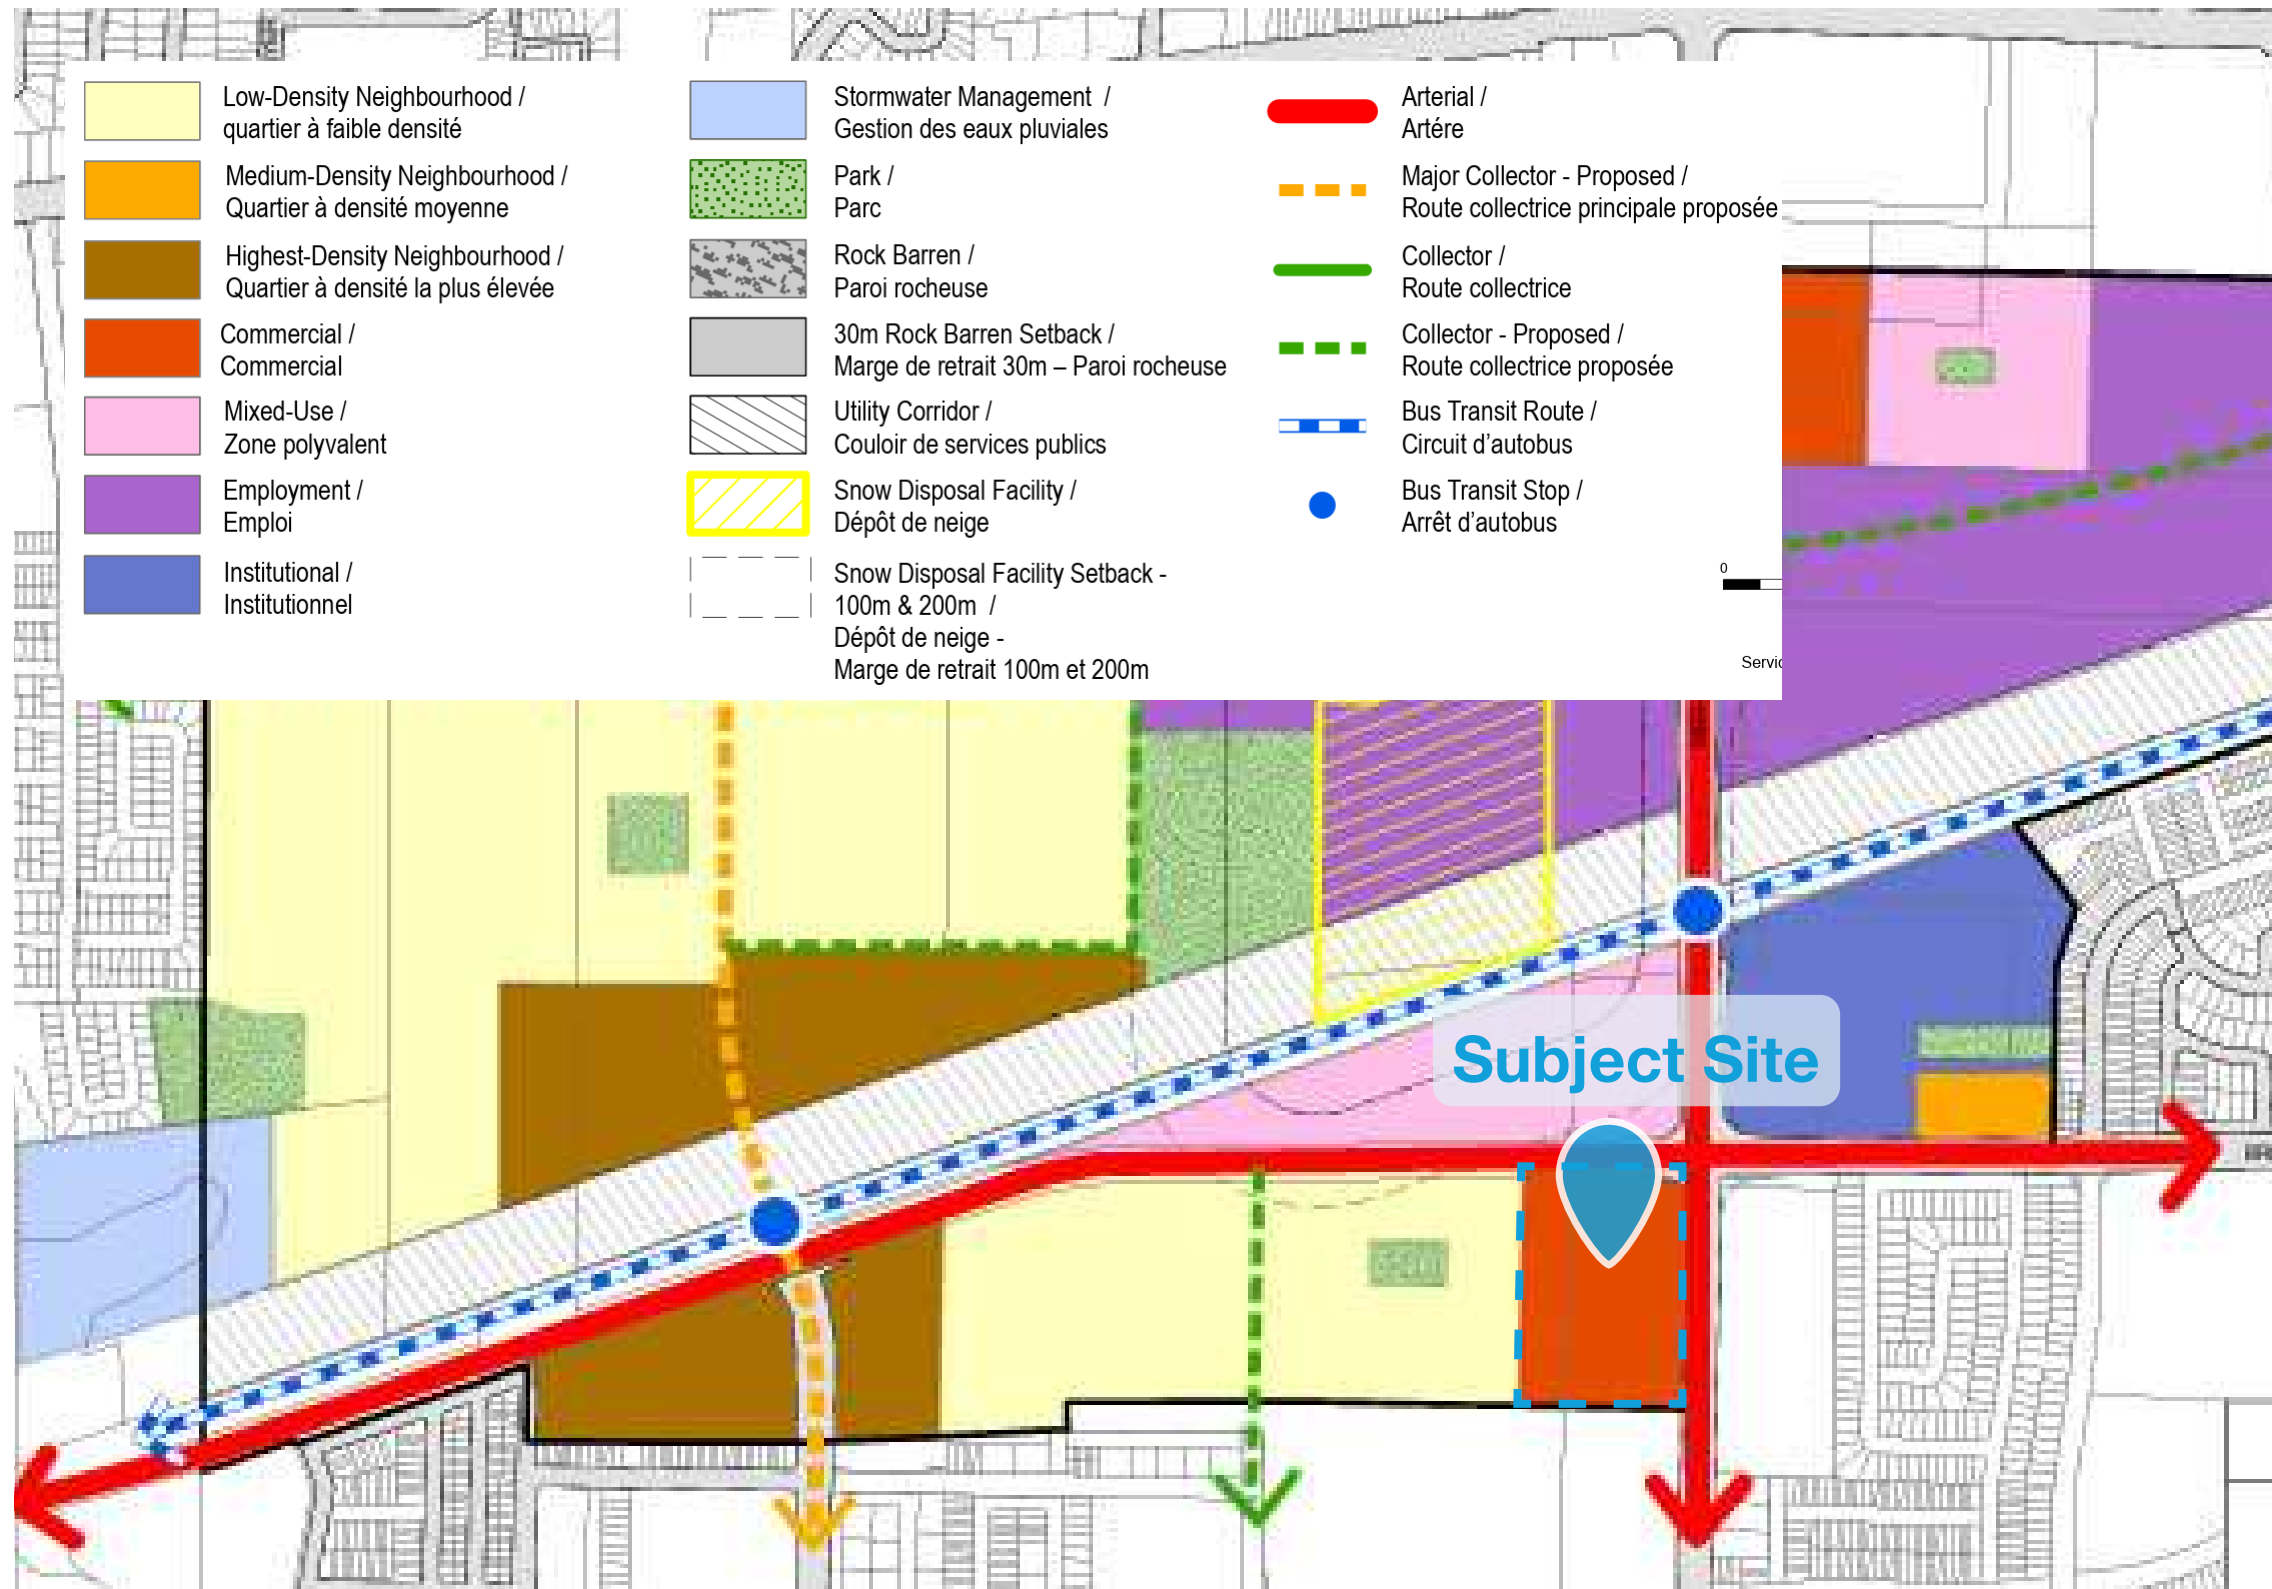 Low-Density Neighbourhood /
quartier à faible densité
Medium-Density Neighbourhood /
Quartier à densité moyenne
Highest-Density Neighbourhood /
Quartier à densité la plus élevée
Commercial /
Commercial
Mixed-Use /
Zone polyvalent
Employment /
Emploi
Institutional /
Institutionnel
Stormwater Management /
Gestion des eaux pluviales
Park /
Parc
Rock Barren /
Paroi rocheuse
30m Rock Barren Setback /
Marge de retrait 30m – Paroi rocheuse
Utility Corridor /
Couloir de services publics
Snow Disposal Facility /
Dépôt de neige
Snow Disposal Facility Setback -
100m & 200m /
Dépôt de neige -
Marge de retrait 100m et 200m
Arterial /
Artére
Major Collector - Proposed /
Route collectrice principale proposée
Collector /
Route collectrice
Collector - Proposed /
Route collectrice proposée
Bus Transit Route /
Circuit d'autobus
Bus Transit Stop /
Arrêt d'autobus
0
Subject Site